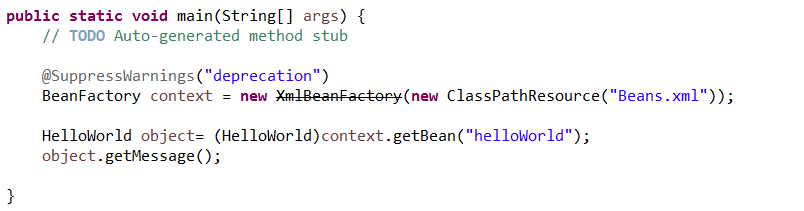 public static void main(String[] args) {
// TODO Auto-generated method stub
@SuppressWarnings("deprecation")
BeanFactory context = new XmlBeanFactory(new ClassPathResource("Beans.xml"));
HelloWorld object= (HelloWorld)context.getBean("helloWorld");
object.getMessage();
}